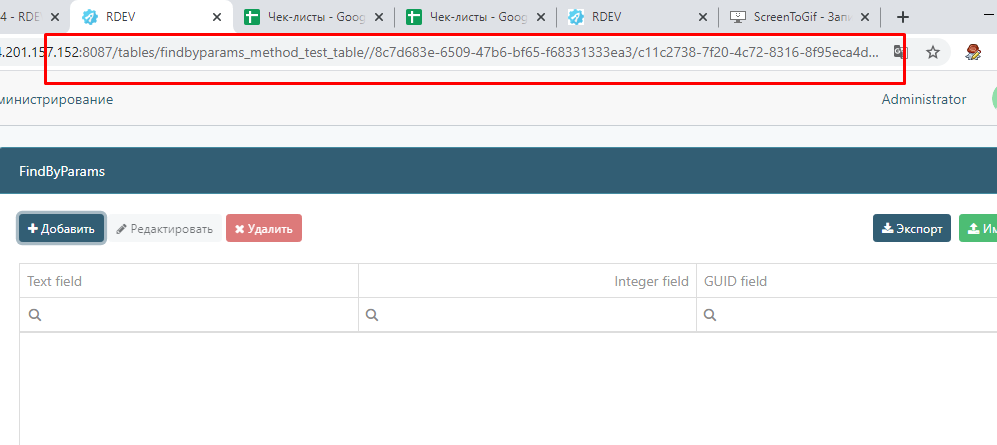 4 - RDE
RDEV
Чек-листы - Goog
Чек-листы - Goog
RDEV
ScreenToGif - Запи
4.201.157.152:8087/tables/findbyparams_method_test_table//8c7d683e-6509-47b6-bf65-f68331333ea3/c11c2738-7f20-4c72-8316-8f95eca4d...
министрирование
Administrator
FindByParams
Добавить
Редактировать
Удалить
Экспорт
Им
Text field
Integer field
GUID field